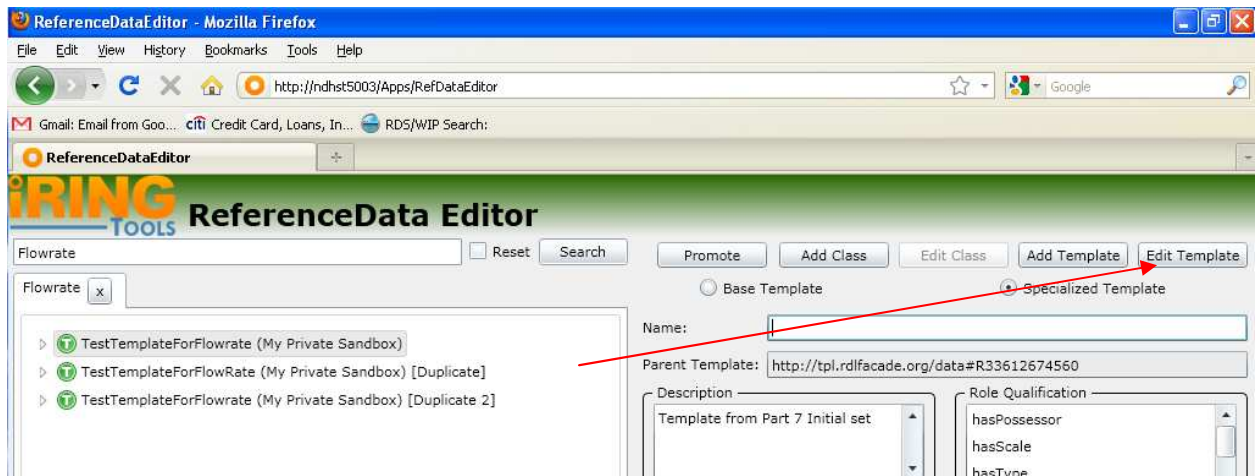 ReferenceDataEditor - Mozilla Firefox
File Edit View History Bookmarks Tools Help
http://ndhst5003/Apps/RefDataEditor
Google
Gmail: Email from Goo... citi Credit Card, Loans, In... RDS/WIP Search:
ReferenceDataEditor
iRING TOOLS ReferenceData Editor
Flowrate Reset Search
Promote Add Class Edit Class Add Template Edit Template
Flowrate x
Base Template Specialized Template
Name:
TestTemplateForFlowrate (My Private Sandbox)
Parent Template: http://tpl.rdlfacade.org/data#R33612674560
TestTemplateForFlowRate (My Private Sandbox) [Duplicate]
TestTemplateForFlowrate (My Private Sandbox) [Duplicate 2]
Description
Template from Part 7 Initial set
Role Qualification
hasPossessor
hasScale
hasType